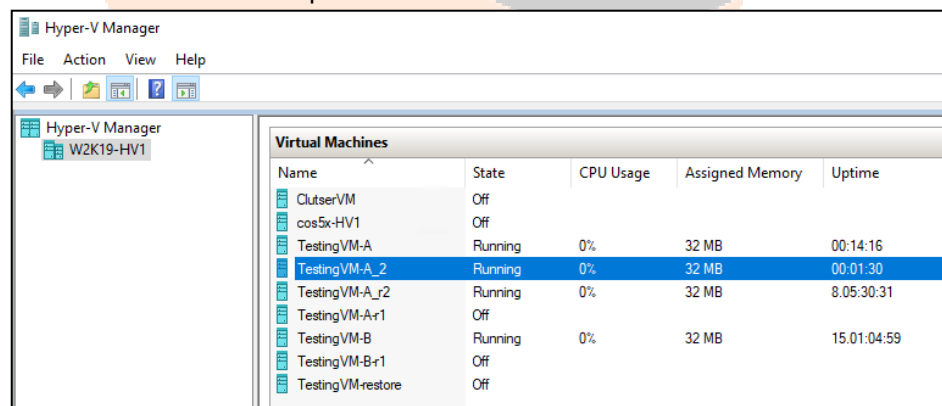 Hyper-V Manager
File Action View Help
Hyper-V Manager
W2K19-HV1
Virtual Machines
Name State CPU Usage Assigned Memory Uptime
ClutserVM Off
cos5x-HV1 Off
TestingVM-A Running 0% 32 MB 00:14:16
TestingVM-A_2 Running 0% 32 MB 00:01:30
TestingVM-A_r2 Running 0% 32 MB 8.05:30:31
TestingVM-A-r1 Off
TestingVM-B Running 0% 32 MB 15.01:04:59
TestingVM-B-r1 Off
TestingVM-restore Off